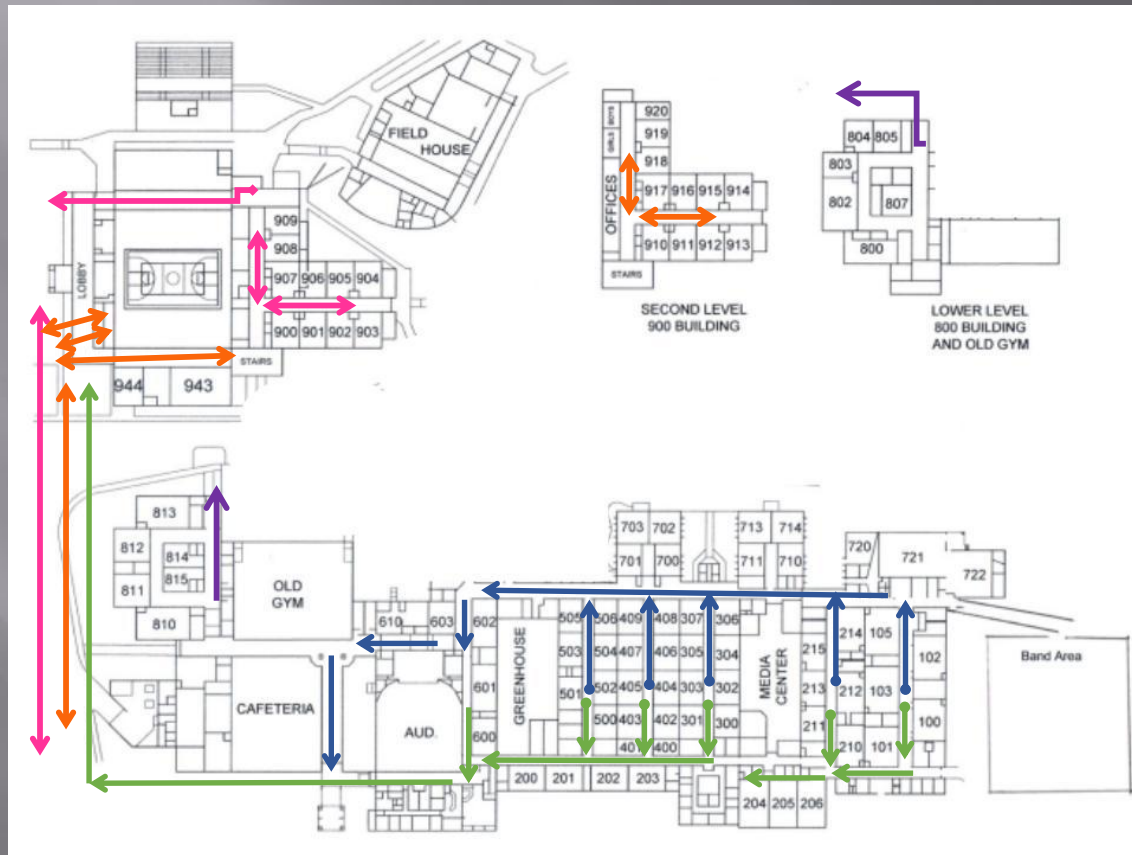 FIELD
HOUSE
LOBBY
909
908
907 906 905 904
900 901 902 903
STAIRS
944
943
GIRLS BOYS
OFFICES
920
919
918
917 916 915 914
910 911 912 913
STAIRS
SECOND LEVEL
900 BUILDING
804 805
803
802
807
800
LOWER LEVEL
800 BUILDING
AND OLD GYM
813
812
814
811
815
810
OLD
GYM
CAFETERIA
610
603
602
601
600
AUD.
GREENHOUSE
505 506 409 408 307 306
503 504 407 406 305 304
501 502 405 404 303 302
500 403 402 301 300
401 400
703 702
701 700
713 714
711 710
MEDIA
CENTER
720
721
722
215 214 105
213 212 103
211 210 101
102
100
200 201 202 203
204 205 206
Band Area